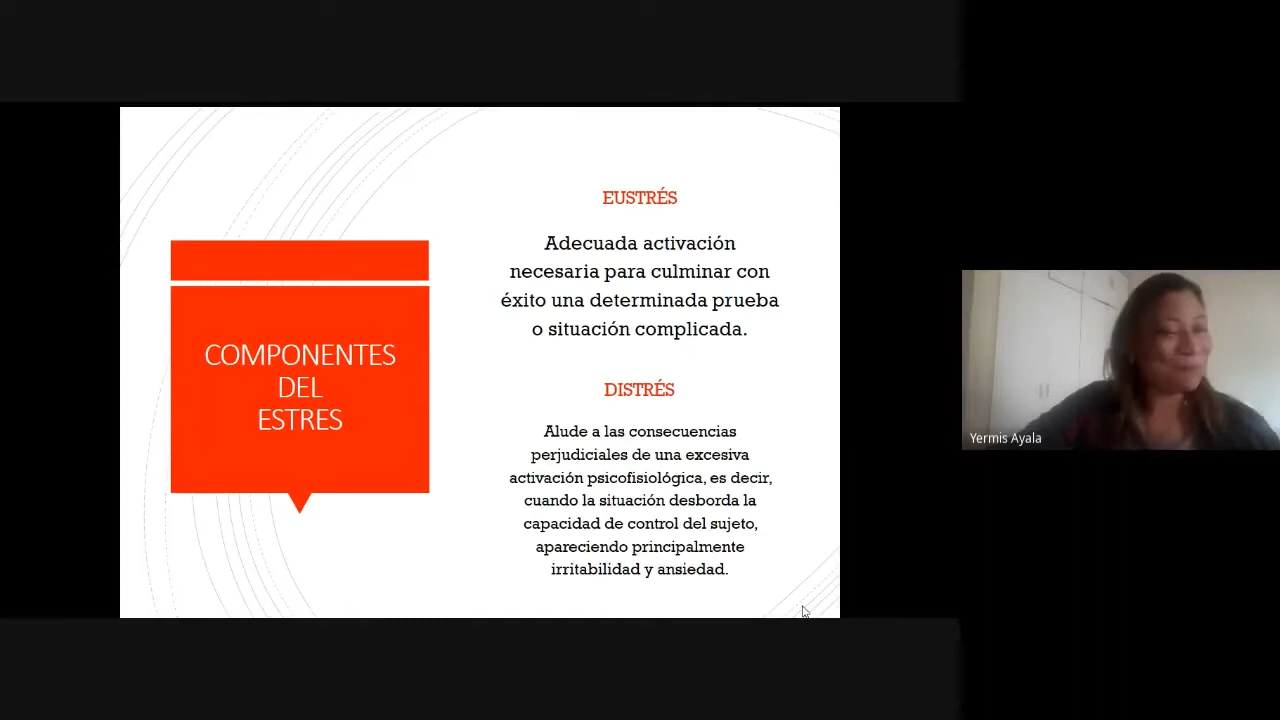 COMPONENTES
DEL
ESTRES
EUSTRÉS
Adecuada activación
necesaria para culminar con
éxito una determinada prueba
o situación complicada.
DISTRÉS
Alude a las consecuencias
perjudiciales de una excesiva
activación psicofisiológica, es decir,
cuando la situación desborda la
capacidad de control del sujeto,
apareciendo principalmente
irritabilidad y ansiedad.
Yermis Ayala